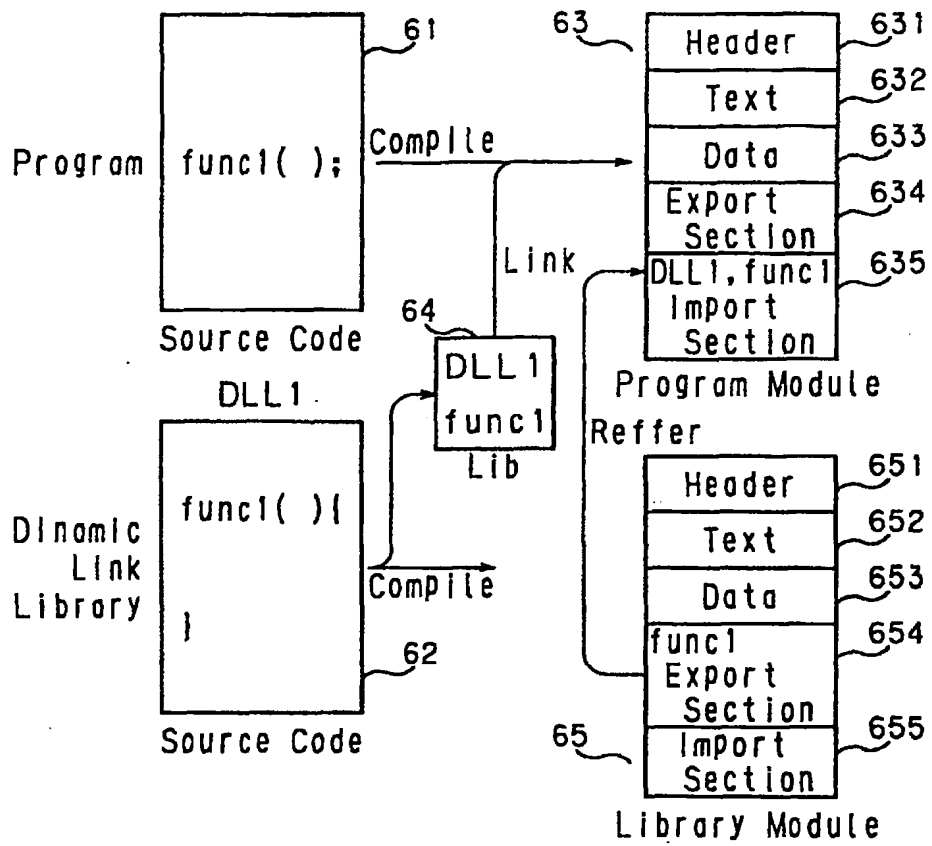 61
Program
func1( );
Source Code
Compile
Link
63
Header
631
Text
632
Data
633
Export
Section
634
DLL1,func1
Import
Section
635
Program Module
64
DLL1
func1
Lib
Reffer
DLL1
Dinamic
Link
Library
func1( ){
}
62
Source Code
Compile
65
Header
651
Text
652
Data
653
func1
Export
Section
654
Import
Section
655
Library Module